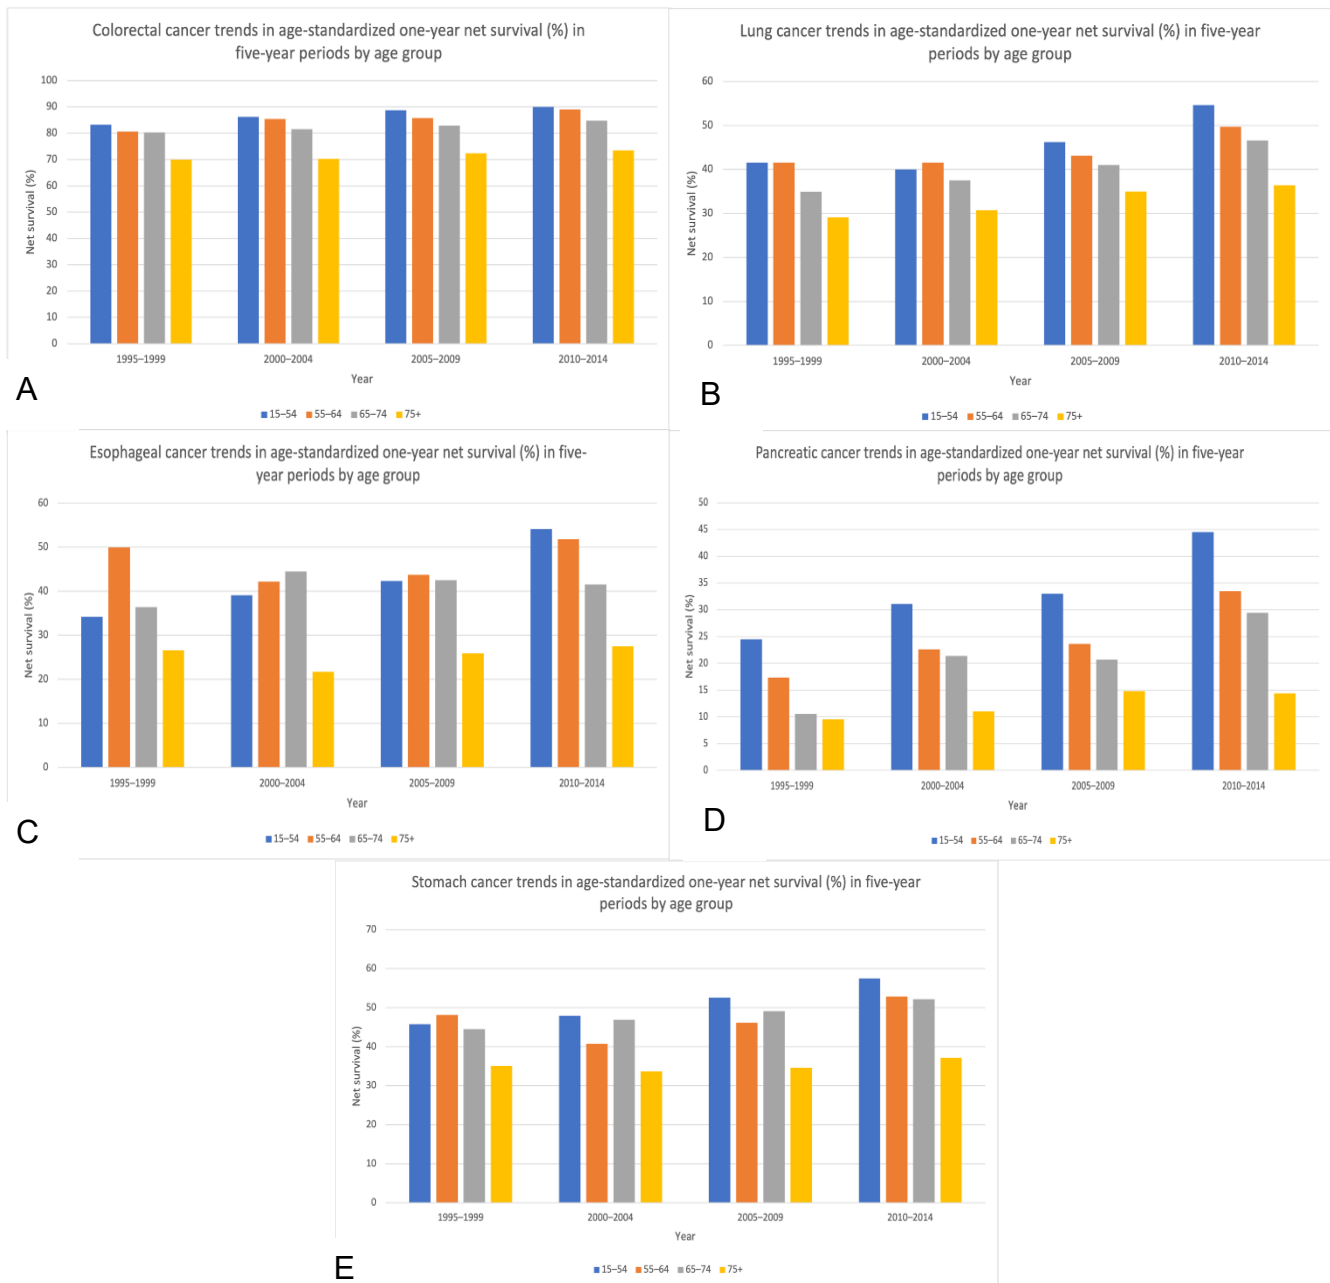 Colorectal cancer trends in age-standardized one-year net survival (%) in
five-year periods by age group
100
90
80
70
60
50
40
30
20
10
0
Net survival (%)
1995–1999 2000–2004 2005–2009 2010–2014
Year
15–54 55–64 65–74 75+
A
Lung cancer trends in age-standardized one-year net survival (%) in five-year
periods by age group
60
50
40
30
20
10
0
Net survival (%)
1995–1999 2000–2004 2005–2009 2010–2014
Year
15–54 55–64 65–74 75+
B
Esophageal cancer trends in age-standardized one-year net survival (%) in five-
year periods by age group
60
50
40
30
20
10
0
Net survival (%)
1995–1999 2000–2004 2005–2009 2010–2014
Year
15–54 55–64 65–74 75+
C
Pancreatic cancer trends in age-standardized one-year net survival (%) in five-year
periods by age group
50
45
40
35
30
25
20
15
10
5
0
Net survival (%)
1995–1999 2000–2004 2005–2009 2010–2014
Year
15–54 55–64 65–74 75+
D
Stomach cancer trends in age-standardized one-year net survival (%) in five-year
periods by age group
70
60
50
40
30
20
10
0
Net survival (%)
1995–1999 2000–2004 2005–2009 2010–2014
Year
15–54 55–64 65–74 75+
E